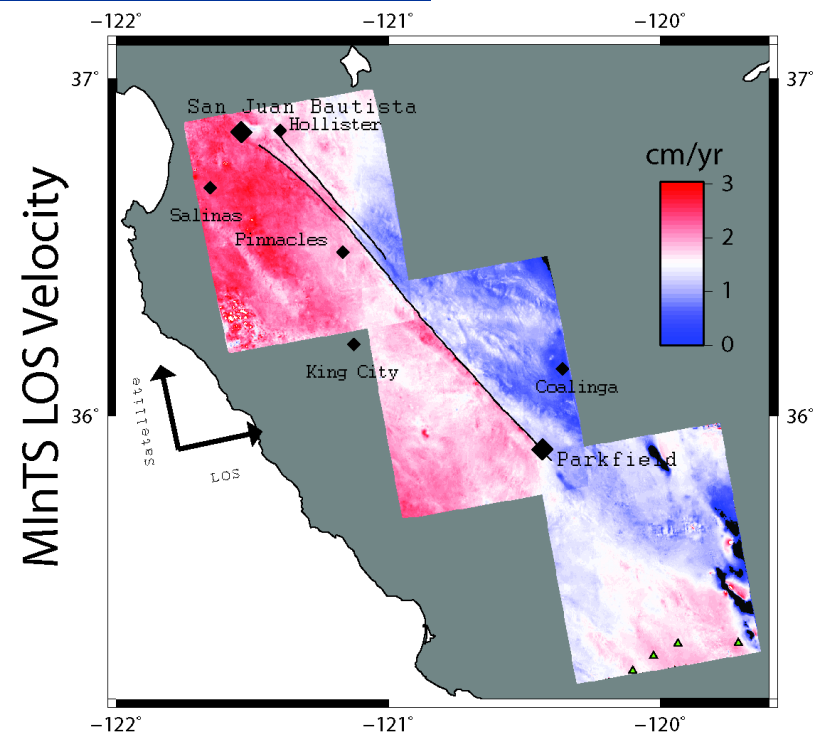 −122˚ −121˚ −120˚
37˚ 37˚
San Juan Bautista
Hollister
cm/yr
3
Salinas
2
Pinnacles
1
0
MInTS LOS Velocity
King City
Coalinga
36˚ 36˚
Satellite
LOS
Parkfield
−122˚ −121˚ −120˚